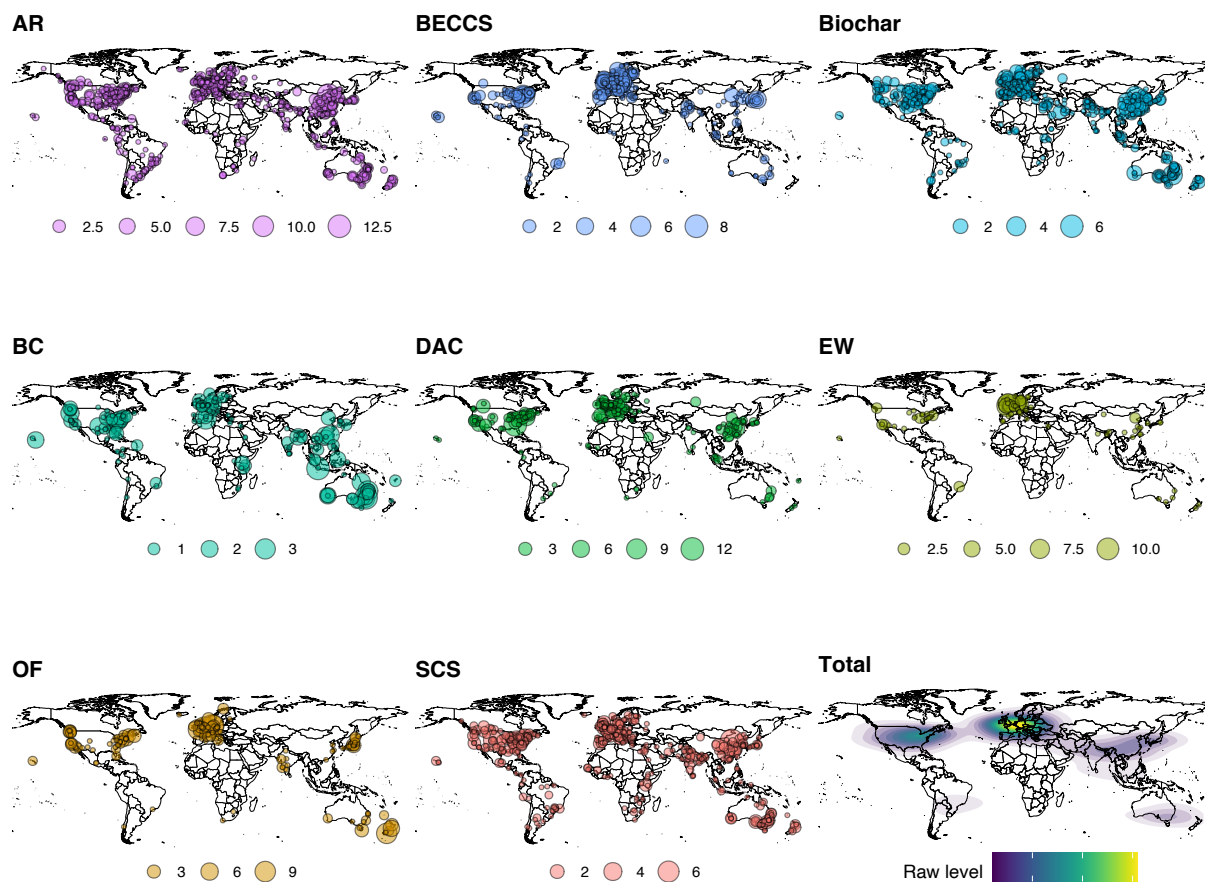 AR
BECCS
Biochar
2.5 5.0 7.5 10.0 12.5
2 4 6 8
2 4 6
BC
DAC
EW
1 2 3
3 6 9 12
2.5 5.0 7.5 10.0
OF
SCS
Total
3 6 9
2 4 6
Raw level